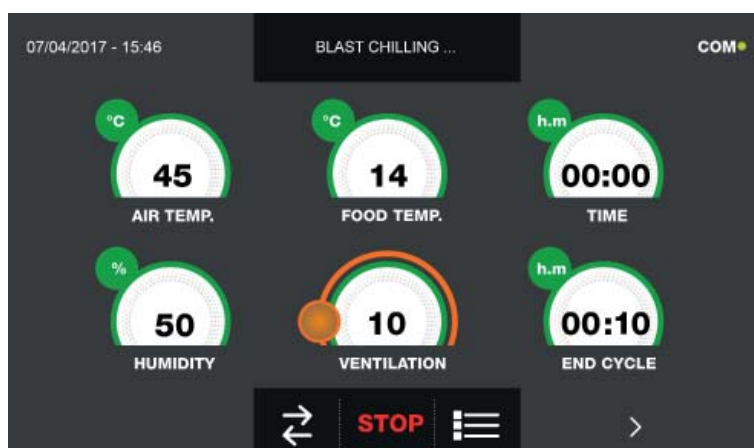 07/04/2017 - 15:46
BLAST CHILLING ...
COM
°C
45
AIR TEMP.
°C
14
FOOD TEMP.
h.m
00:00
TIME
%
50
HUMIDITY
10
VENTILATION
h.m
00:10
END CYCLE
STOP